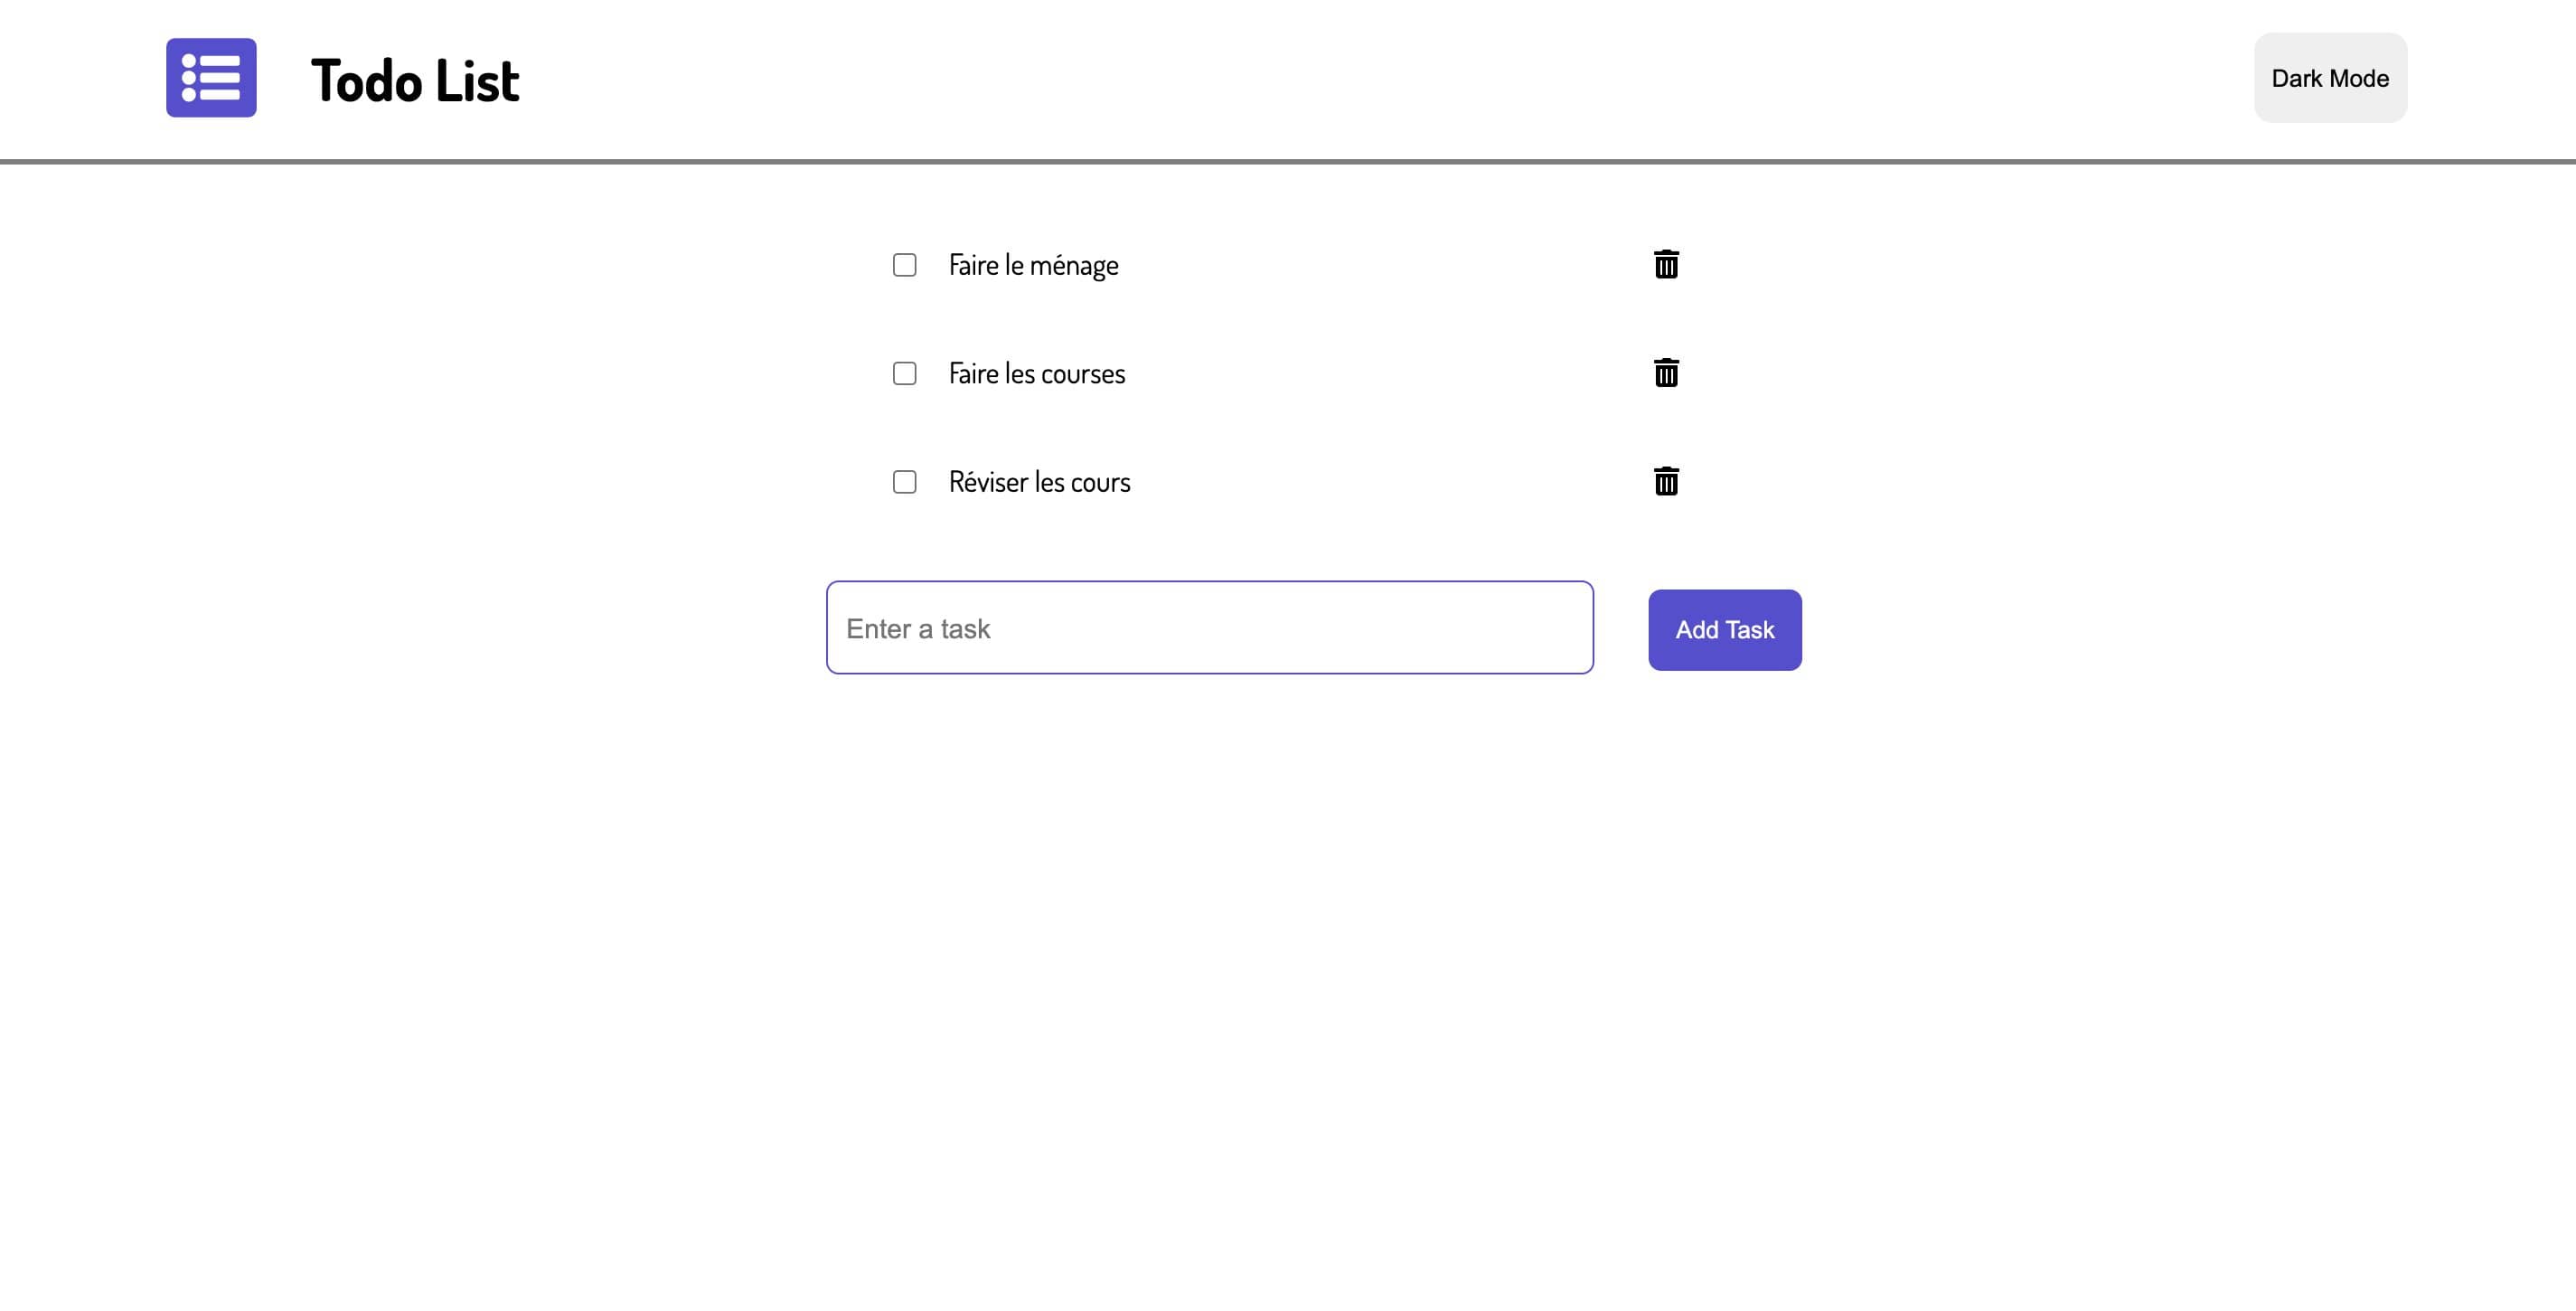 Todo List
Dark Mode
Faire le ménage
Faire les courses
Réviser les cours
Enter a task
Add Task